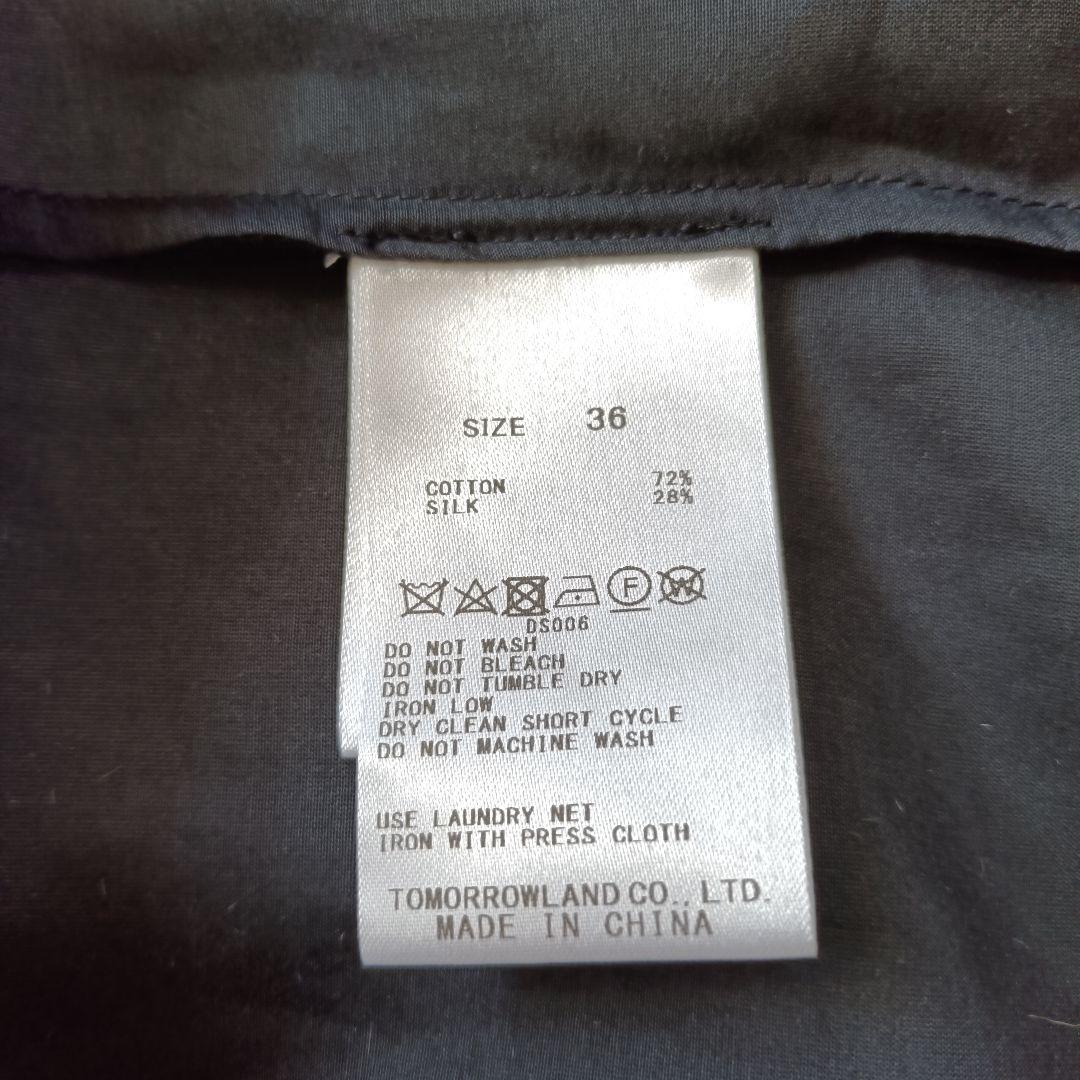 SIZE 36
COTTON 72%
SILK 28%
F W
DS006
DO NOT WASH
DO NOT BLEACH
DO NOT TUMBLE DRY
IRON LOW
DRY CLEAN SHORT CYCLE
DO NOT MACHINE WASH
USE LAUNDRY NET
IRON WITH PRESS CLOTH
TOMORROWLAND CO., LTD.
MADE IN CHINA